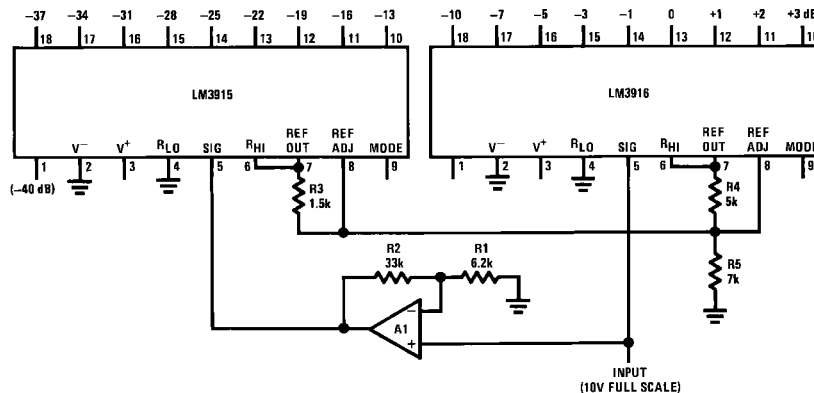 −37 −34 −31 −28 −25 −22 −19 −16 −13 −10 −7 −5 −3 −1 0 +1 +2 +3 dB
18 17 16 15 14 13 12 11 10 18 17 16 15 14 13 12 11
LM3915 LM3916
V− V+ RLO SIG RHI REF OUT REF ADJ MODE
V− V+ RLO SIG RHI REF OUT REF ADJ MODE
1 2 3 4 5 6 7 8 9 1 2 3 4 5 6 7 8 9
(−40 dB)
R3
1.5k
R4
5k
R2
33k
R1
6.2k
R5
7k
A1
−
+
INPUT
(10V FULL SCALE)